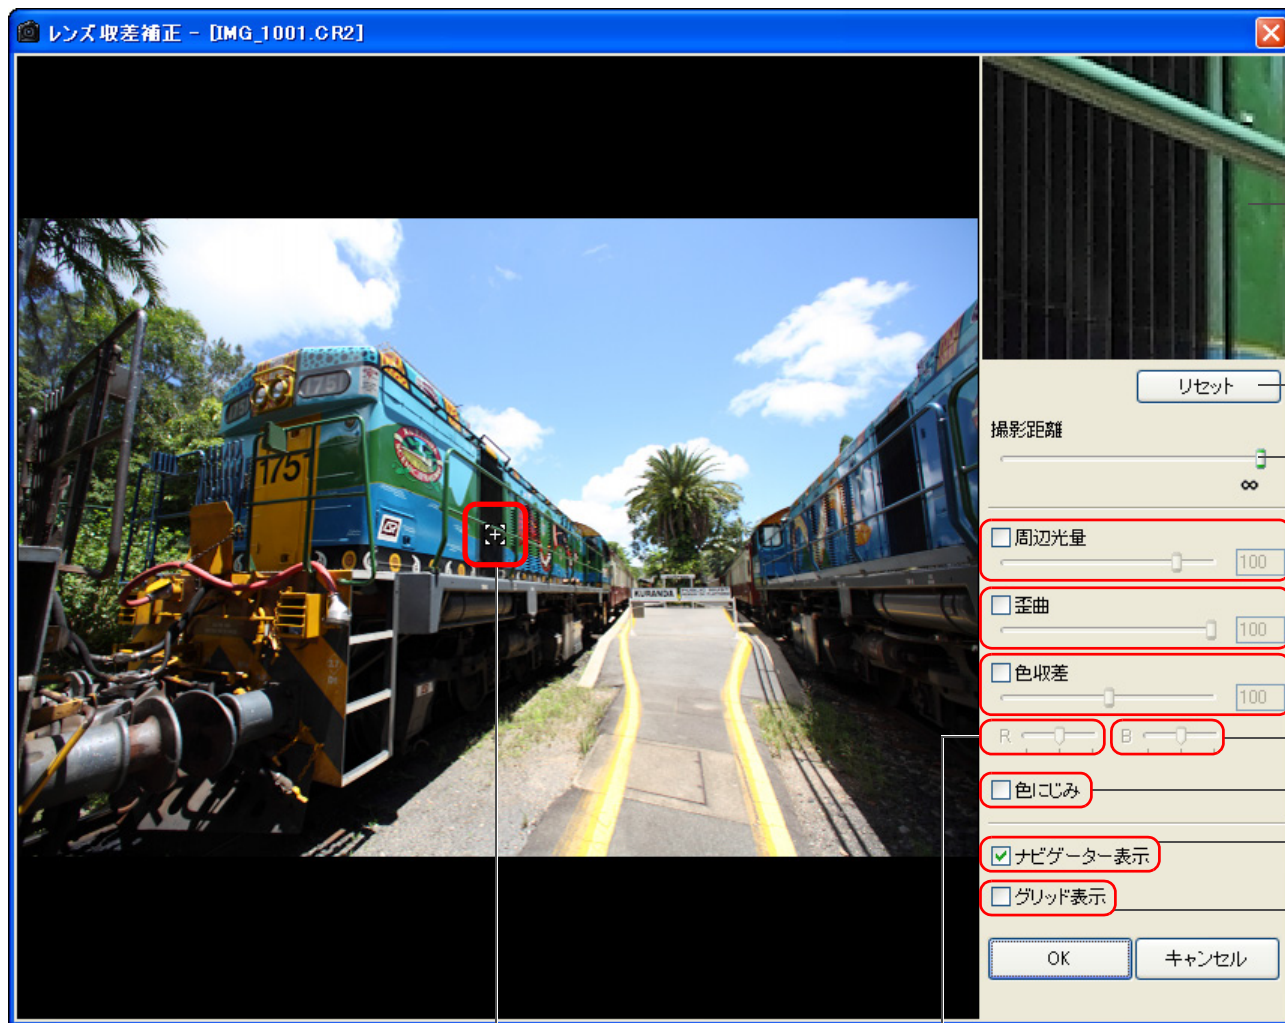 レンズ収差補正 - [IMG_1001.CR2]
1751
175
KURANDA
リセット
撮影距離
∞
周辺光量
100
歪曲
100
色収差
100
R B
色にじみ
ナビゲーター表示
グリッド表示
OK キャンセル